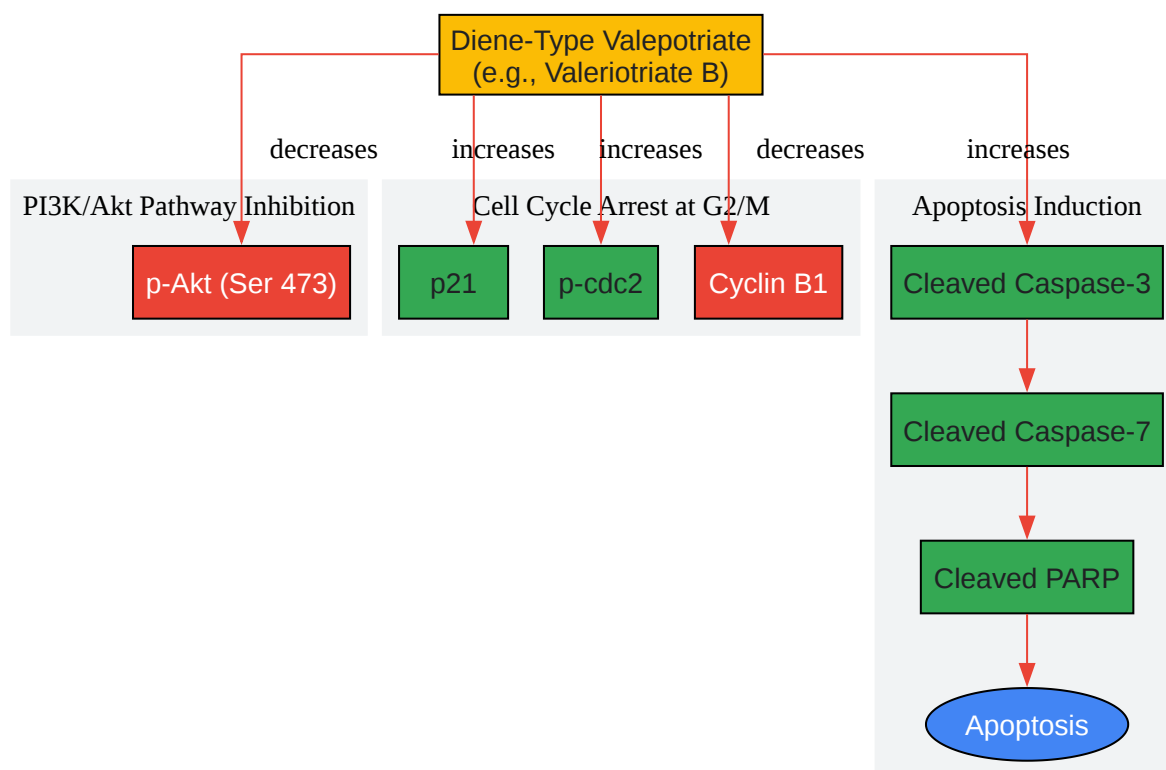 Diene-Type Valepotriate
(e.g., Valeriotriate B)
decreases
increases
increases
decreases
increases
PI3K/Akt Pathway Inhibition
Cell Cycle Arrest at G2/M
Apoptosis Induction
p-Akt (Ser 473)
p21
p-cdc2
Cyclin B1
Cleaved Caspase-3
Cleaved Caspase-7
Cleaved PARP
Apoptosis